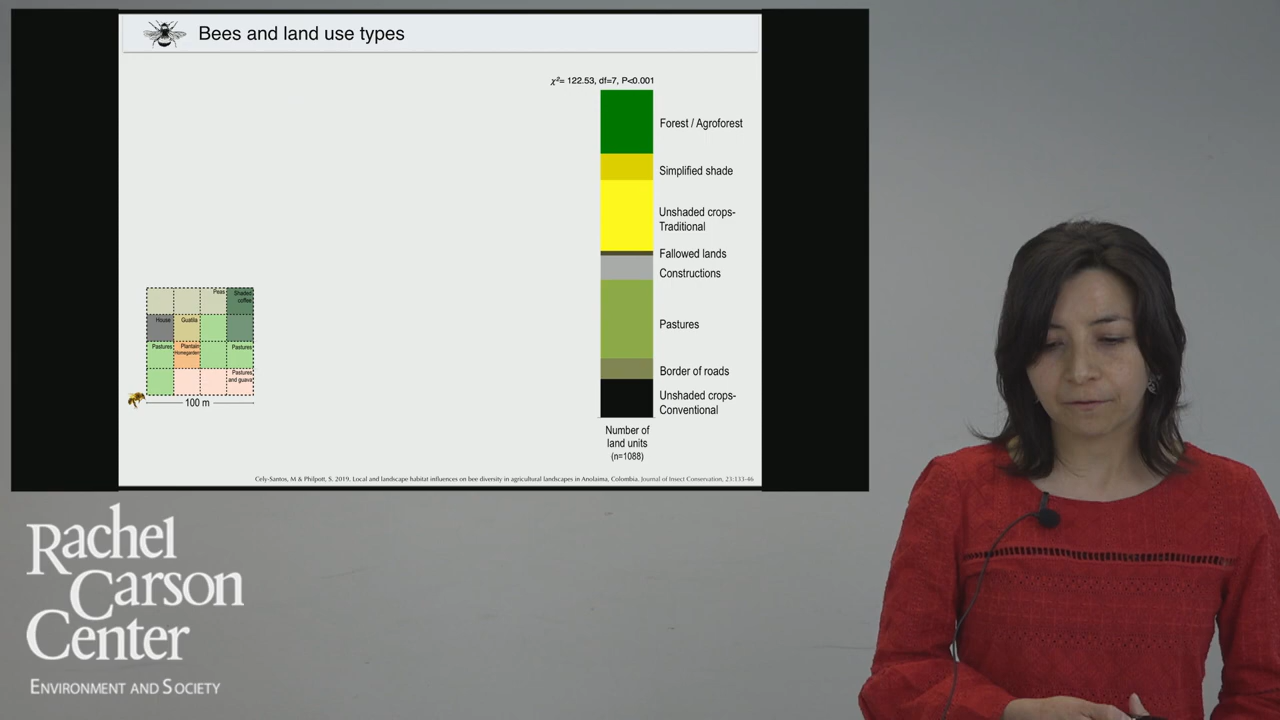 Bees and land use types
χ²= 122.53, df=7, P<0.001
Forest / Agroforest
Simplified shade
Unshaded crops-
Traditional
Fallowed lands
Constructions
Pastures
Border of roads
Unshaded crops-
Conventional
Number of
land units
(n=1088)
Peas
Shaded
coffee
House
Guatila
Pastures
Plantain
Homegarden
Pastures
Pastures
and guava
100 m
Cely-Santos, M & Philpott, S. 2019. Local and landscape habitat influences on bee diversity in agricultural landscapes in Anolaima, Colombia. Journal of Insect Conservation, 23:133-46
Rachel
Carson
Center
Environment and Society